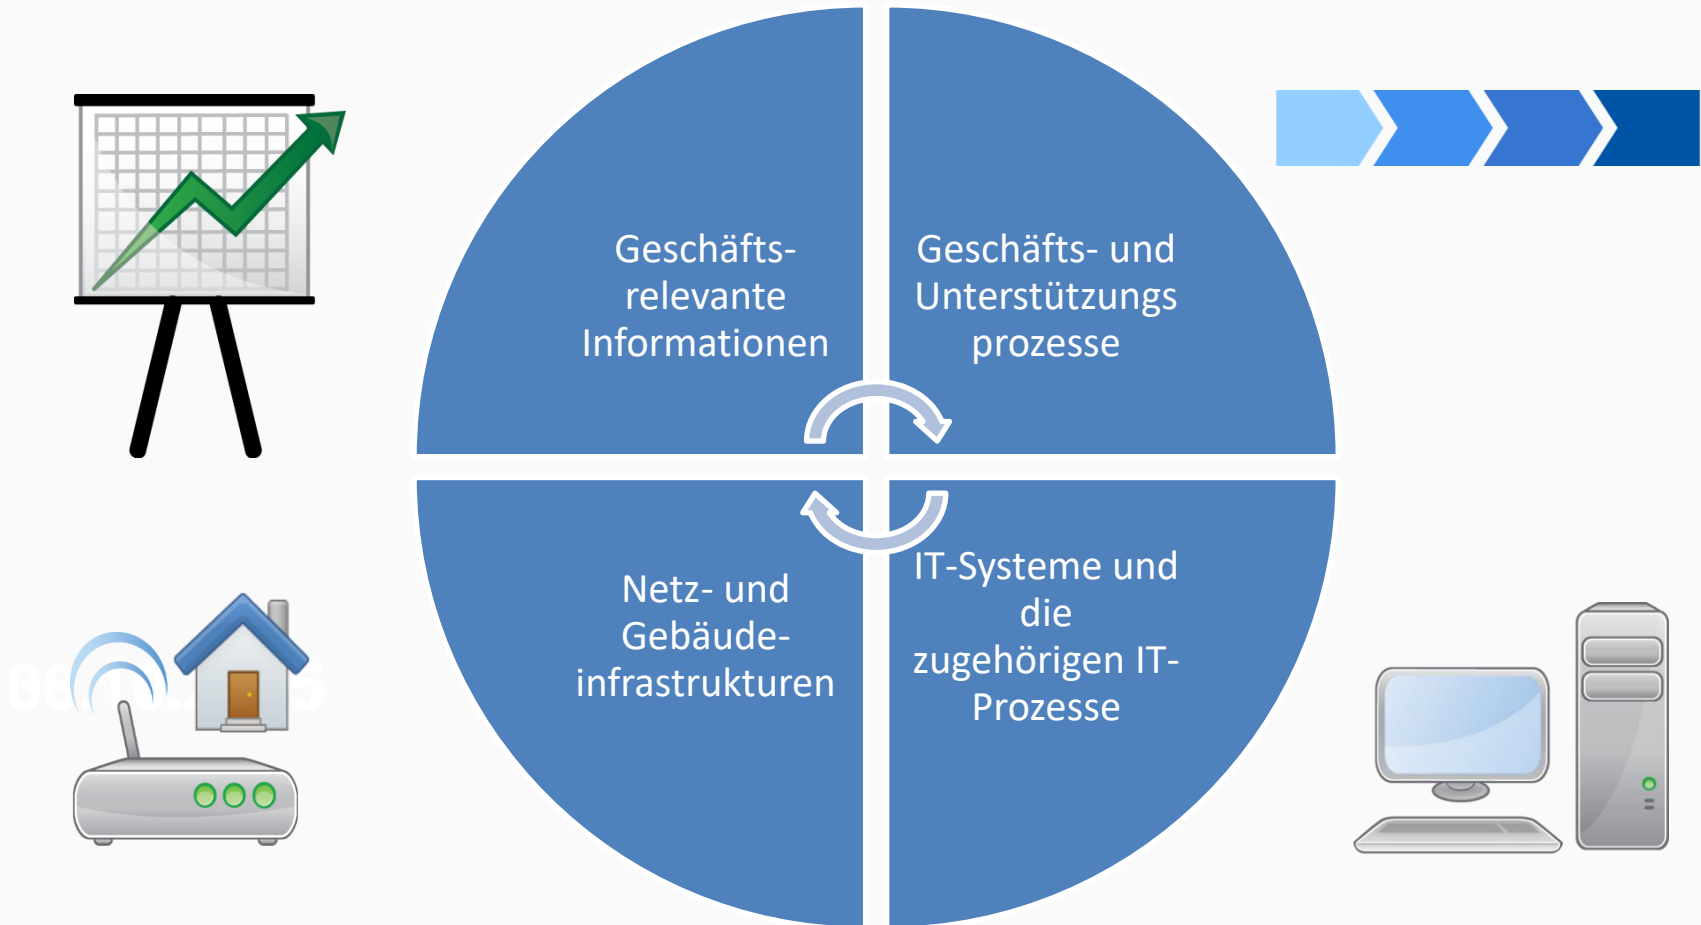 Geschäfts-
relevante
Informationen
Geschäfts- und
Unterstützungs
prozesse
Netz- und
Gebäude-
infrastrukturen
IT-Systeme und
die
zugehörigen IT-
Prozesse